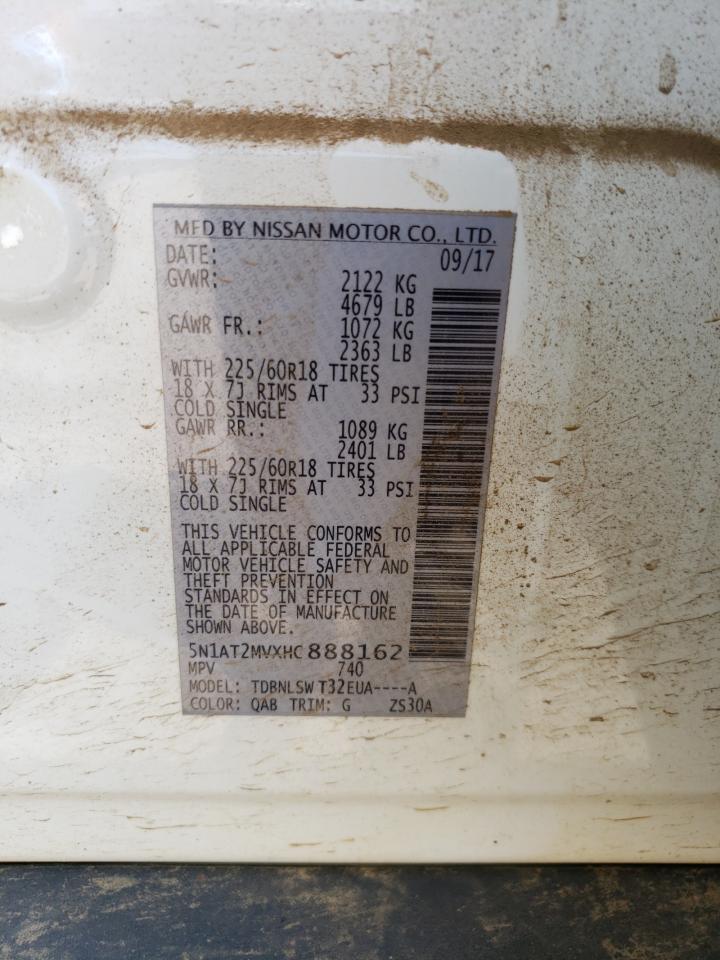 MFD BY NISSAN MOTOR CO., LTD.
DATE: 09/17
GVWR: 2122 KG
4679 LB
GAWR FR.: 1072 KG
2363 LB
WITH 225/60R18 TIRES
18 X 7J RIMS AT 33 PSI
COLD SINGLE
GAWR RR.: 1089 KG
2401 LB
WITH 225/60R18 TIRES
18 X 7J RIMS AT 33 PSI
COLD SINGLE
THIS VEHICLE CONFORMS TO
ALL APPLICABLE FEDERAL
MOTOR VEHICLE SAFETY AND
THEFT PREVENTION
STANDARDS IN EFFECT ON
THE DATE OF MANUFACTURE
SHOWN ABOVE.
5N1AT2MVXHC888162
MPV 740
MODEL: TDBNLSW T32EUA----A
COLOR: QAB TRIM: G ZS30A